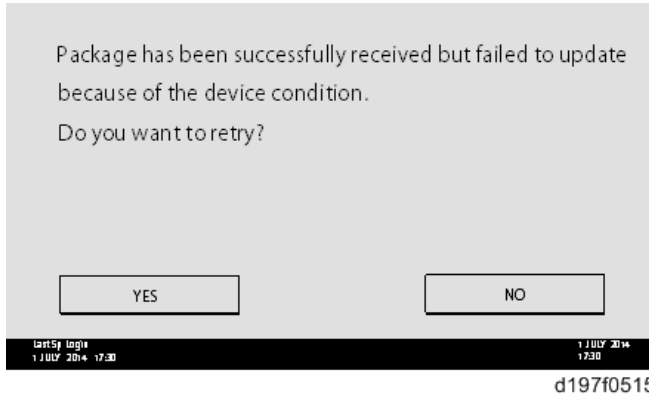 Package has been successfully received but failed to update
because of the device condition.
Do you want to retry?
YES NO
LastSp Login 1 JULY 2014
1 JULY 2014 17:30 17:30
d197f0515